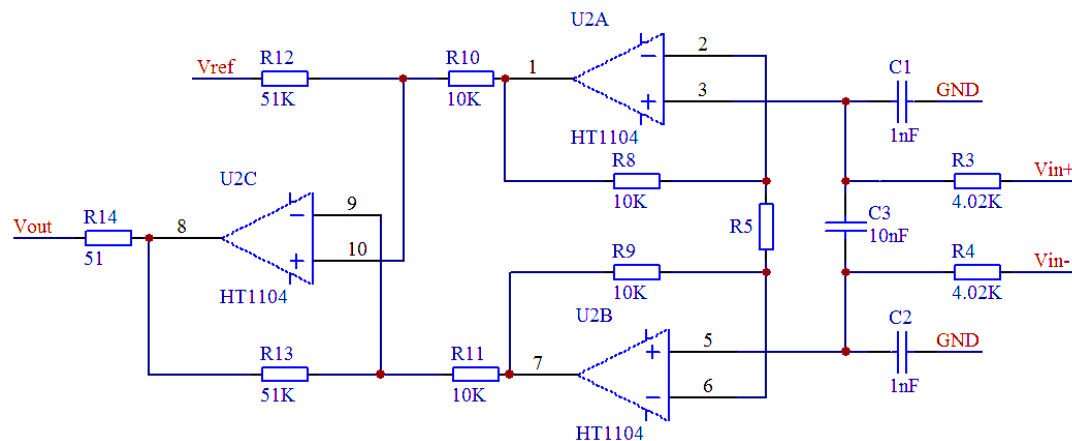 U2A
R12
R10
1
2
C1
Vref
GND
51K
10K
3
1nF
HT1104
R8
R3
Vin+
U2C
10K
4.02K
R14
8
9
R5
C3
Vout
10nF
51
10
R9
R4
Vin-
HT1104
10K
4.02K
U2B
C2
R13
R11
7
5
GND
51K
10K
6
1nF
HT1104